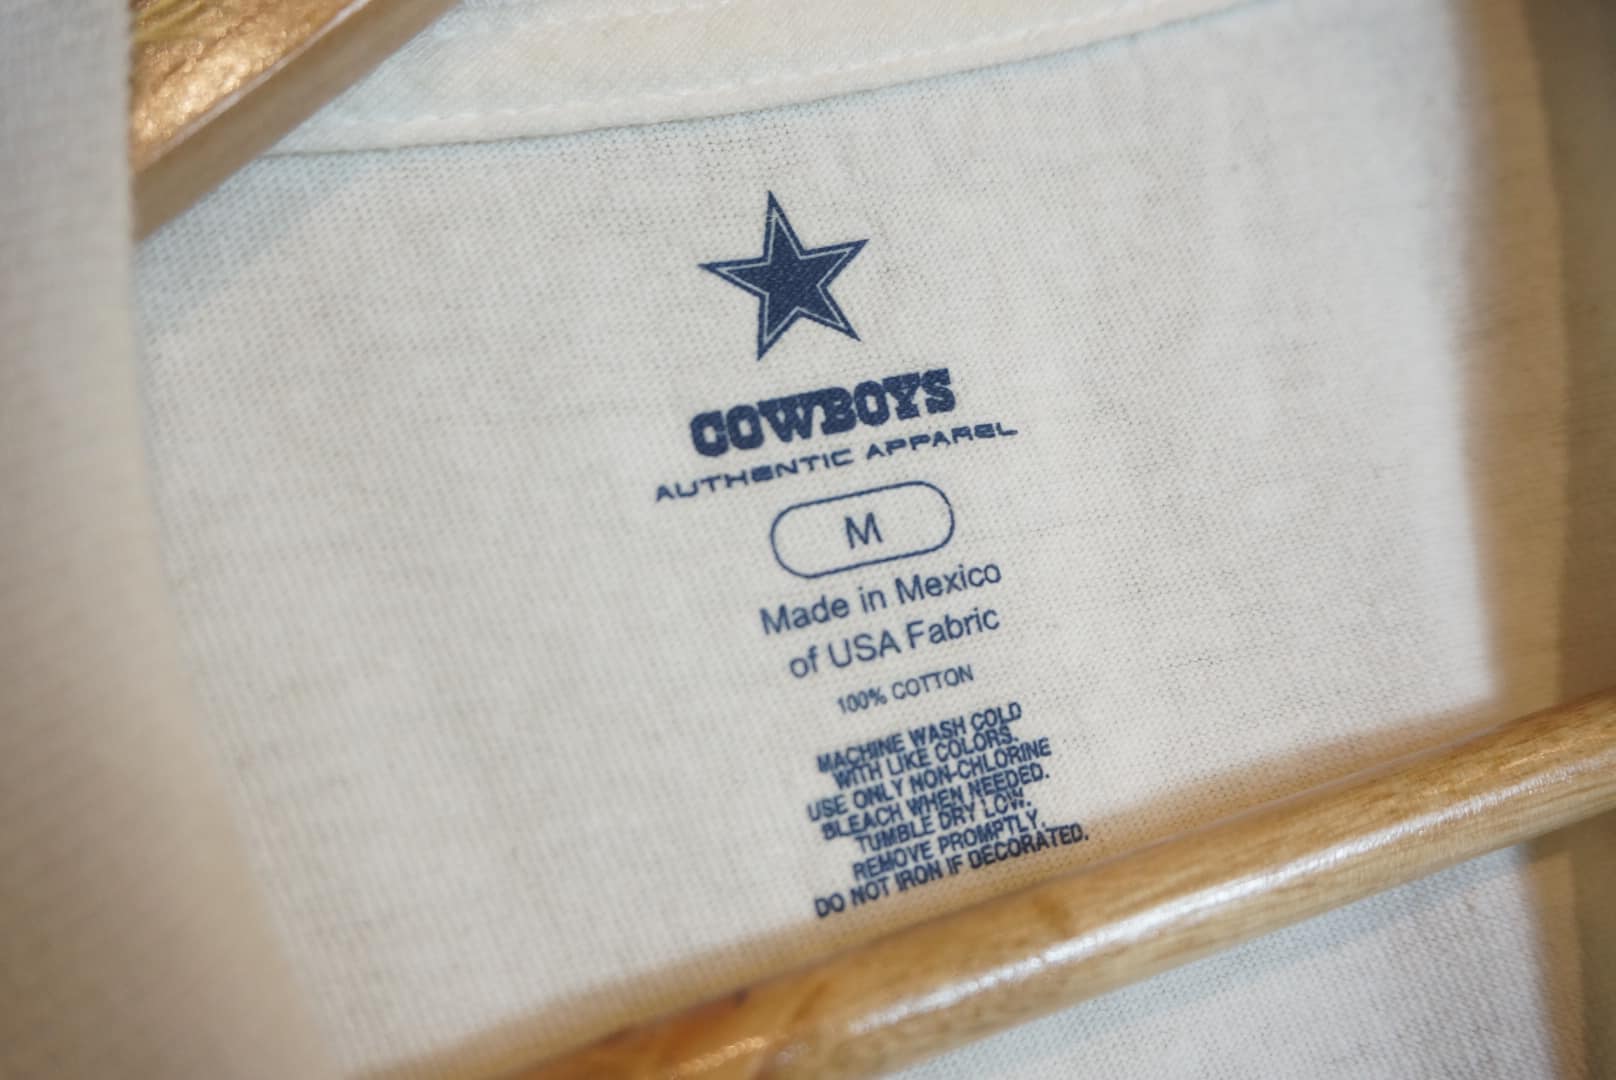 COWBOYS
AUTHENTIC APPAREL
M
Made in Mexico
of USA Fabric
100% COTTON
MACHINE WASH COLD
WITH LIKE COLORS.
USE ONLY NON-CHLORINE
BLEACH WHEN NEEDED.
TUMBLE DRY LOW.
REMOVE PROMPTLY.
DO NOT IRON IF DECORATED.